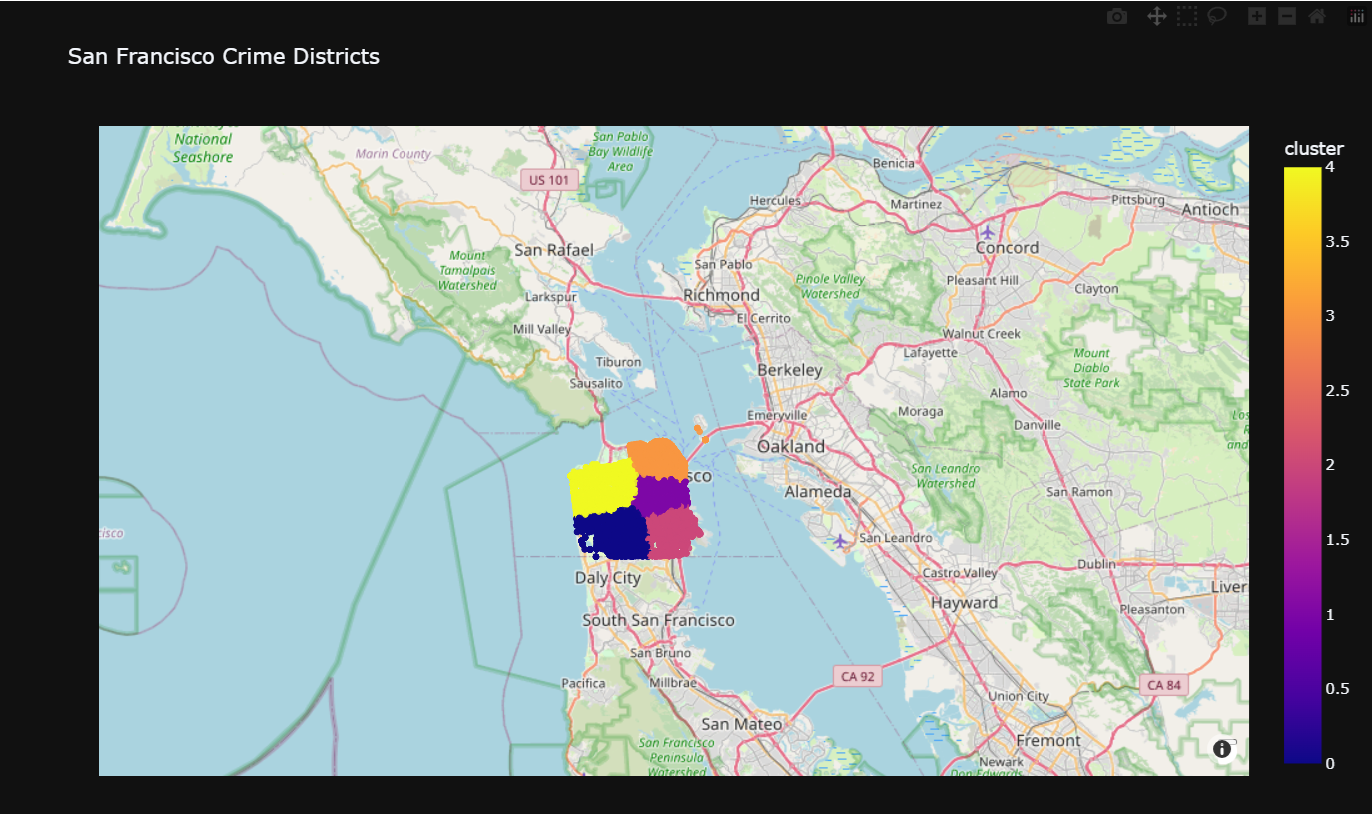 San Francisco Crime Districts
National
Seashore
Marin County
San Pablo
Bay Wildlife
Area
US 101
Benicia
Hercules
Martinez
Pittsburg
Antioch
San Rafael
Concord
Mount
Tamalpais
Watershed
San Pablo
Pinole Valley
Watershed
Pleasant Hill
Clayton
Larkspur
Richmond
El Cerrito
Mill Valley
Walnut Creek
Lafayette
Mount
Diablo
State Park
Tiburon
Sausalito
Berkeley
Alamo
Moraga
Danville
Emeryville
Oakland
Los
and
sco
San Leandro
Watershed
Alameda
San Ramon
cisco
San Leandro
Daly City
Castro Valley
Dublin
Liver
Hayward
Pleasanton
South San Francisco
San Bruno
Pacifica
Millbrae
CA 92
CA 84
Union City
San Mateo
San Francisco
Peninsula
Watershed
Fremont
Newark
Don Edwards
cluster
4
3.5
3
2.5
2
1.5
1
0.5
0